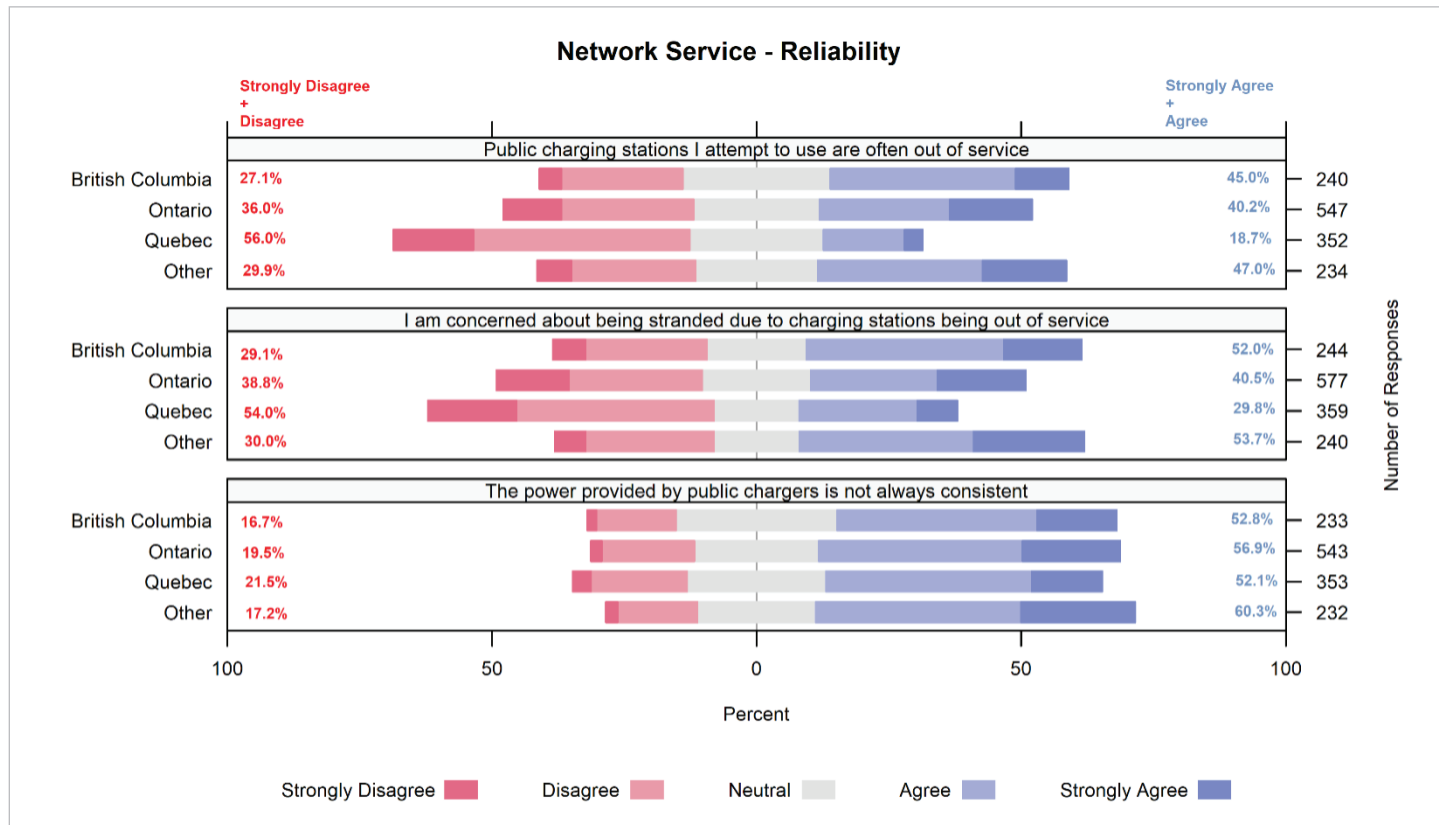 Network Service - Reliability
Strongly Disagree
+
Disagree
Strongly Agree
+
Agree
Public charging stations I attempt to use are often out of service
British Columbia 27.1% 45.0% 240
Ontario 36.0% 40.2% 547
Quebec 56.0% 18.7% 352
Other 29.9% 47.0% 234
I am concerned about being stranded due to charging stations being out of service
British Columbia 29.1% 52.0% 244
Ontario 38.8% 40.5% 577
Quebec 54.0% 29.8% 359
Other 30.0% 53.7% 240
The power provided by public chargers is not always consistent
British Columbia 16.7% 52.8% 233
Ontario 19.5% 56.9% 543
Quebec 21.5% 52.1% 353
Other 17.2% 60.3% 232
Number of Responses
100 50 0 50 100
Percent
Strongly Disagree Disagree Neutral Agree Strongly Agree